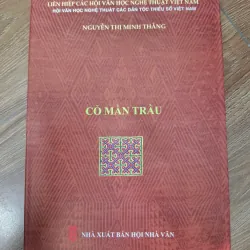 LIÊN HIỆP CÁC HỘI VĂN HỌC NGHỆ THUẬT VIỆT NAM
HỘI VĂN HỌC NGHỆ THUẬT CÁC DÂN TỘC THIỂU SỐ VIỆT NAM
NGUYỄN THỊ MINH THẮNG
CỎ MẦN TRẦU
NHÀ XUẤT BẢN HỘI NHÀ VĂN